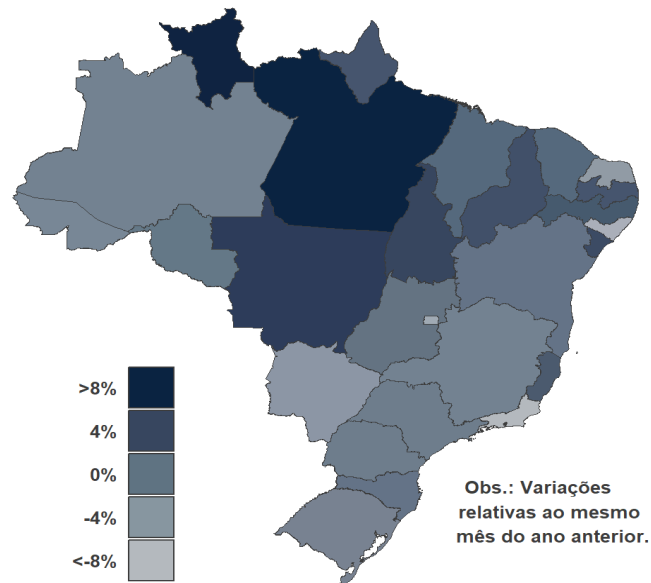 >8%
4%
0%
-4%
<-8%
Obs.: Variações
relativas ao mesmo
mês do ano anterior.